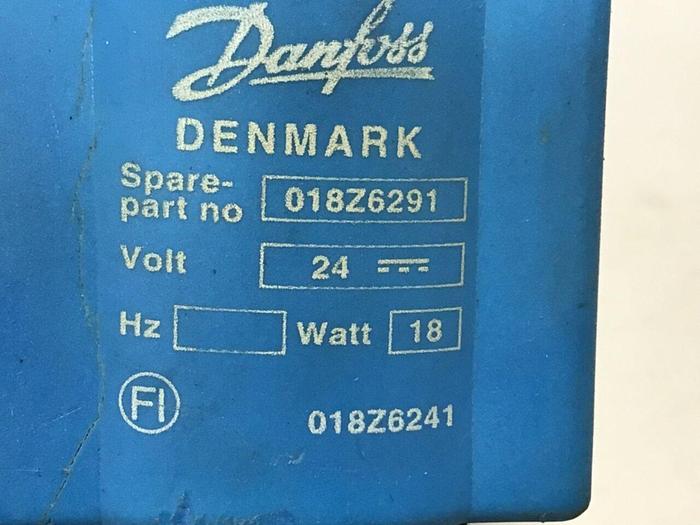 Danfoss
DENMARK
Spare-
part no 018Z6291
Volt 24 ⎓
Hz Watt 18
FI 018Z6241